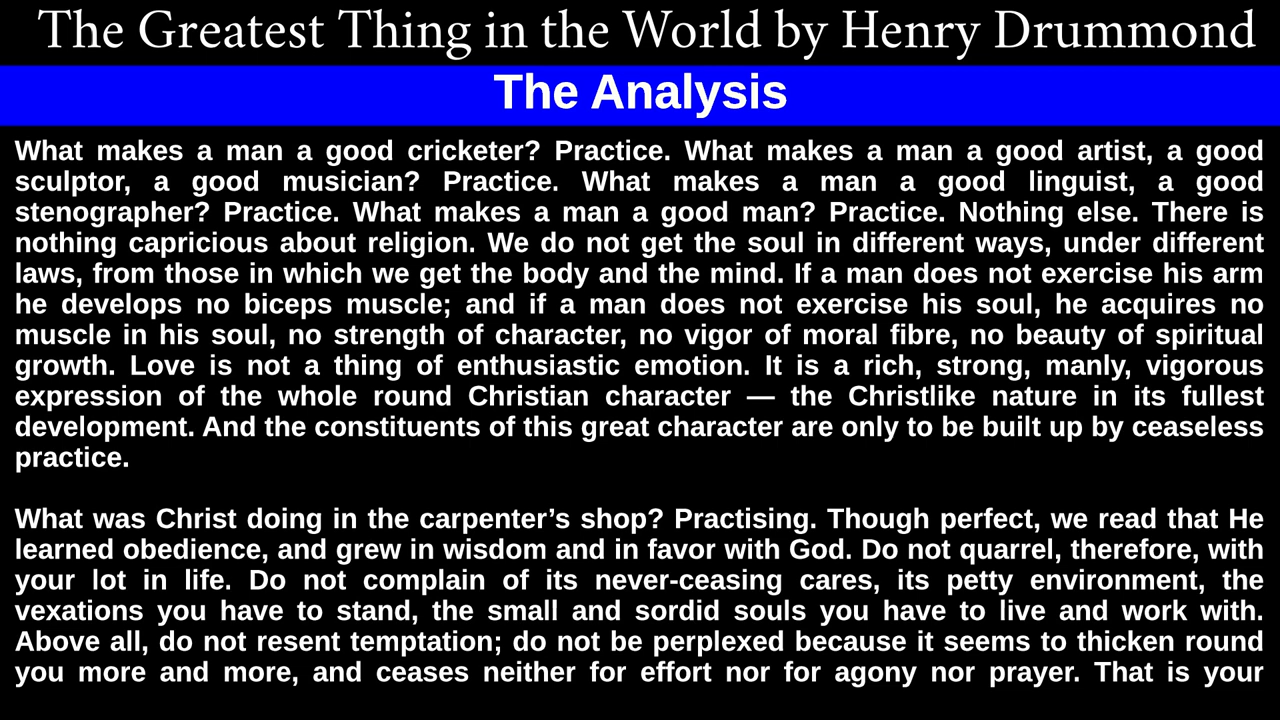 The Greatest Thing in the World by Henry Drummond
The Analysis
What makes a man a good cricketer? Practice. What makes a man a good artist, a good
sculptor, a good musician? Practice. What makes a man a good linguist, a good
stenographer? Practice. What makes a man a good man? Practice. Nothing else. There is
nothing capricious about religion. We do not get the soul in different ways, under different
laws, from those in which we get the body and the mind. If a man does not exercise his arm
he develops no biceps muscle; and if a man does not exercise his soul, he acquires no
muscle in his soul, no strength of character, no vigor of moral fibre, no beauty of spiritual
growth. Love is not a thing of enthusiastic emotion. It is a rich, strong, manly, vigorous
expression of the whole round Christian character — the Christlike nature in its fullest
development. And the constituents of this great character are only to be built up by ceaseless
practice.
What was Christ doing in the carpenter’s shop? Practising. Though perfect, we read that He
learned obedience, and grew in wisdom and in favor with God. Do not quarrel, therefore, with
your lot in life. Do not complain of its never-ceasing cares, its petty environment, the
vexations you have to stand, the small and sordid souls you have to live and work with.
Above all, do not resent temptation; do not be perplexed because it seems to thicken round
you more and more, and ceases neither for effort nor for agony nor prayer. That is your